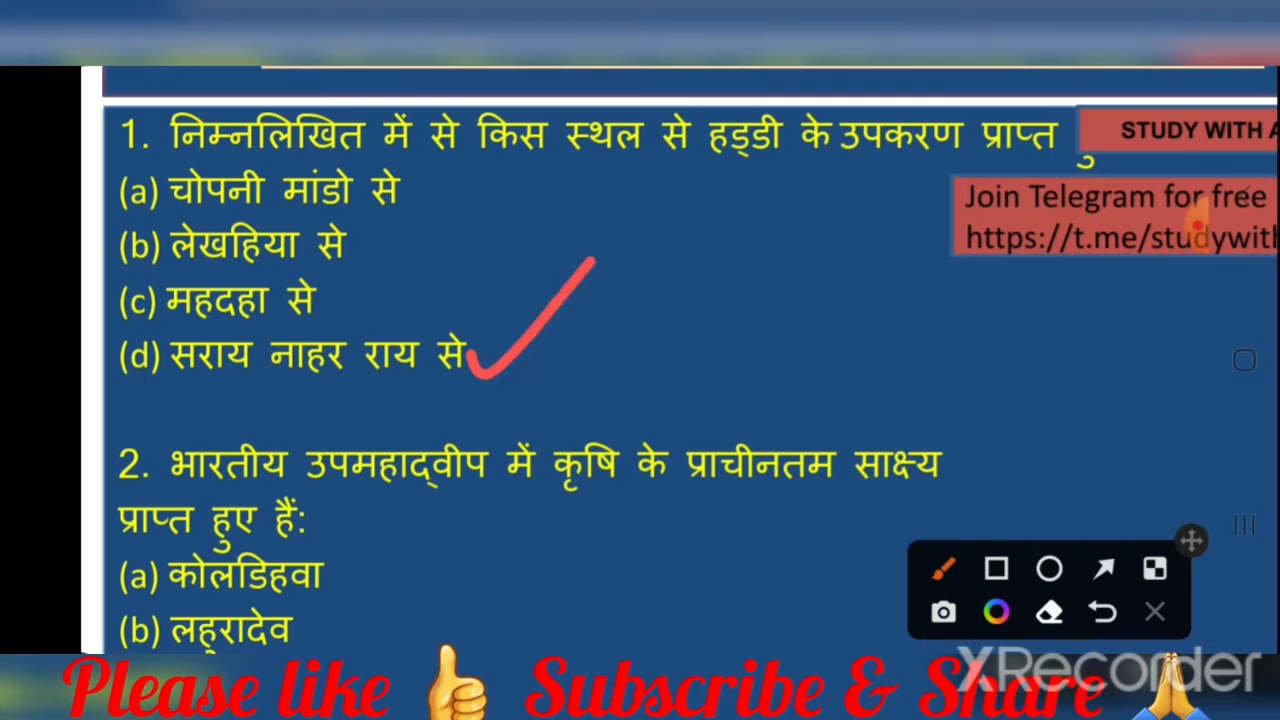 1. निम्नलिखित में से किस स्थल से हड्डी के उपकरण प्राप्त
STUDY WITH A
(a) चोपनी मांडो से
Join Telegram for free
(b) लेखहिया से
https://t.me/studywith
(c) महदहा से
(d) सराय नाहर राय से
2. भारतीय उपमहाद्वीप में कृषि के प्राचीनतम साक्ष्य
प्राप्त हुए हैं:
(a) कोलडिहवा
(b) लहुरादेव
Please like 👍 Subscribe & Share 🙏
XRecorder